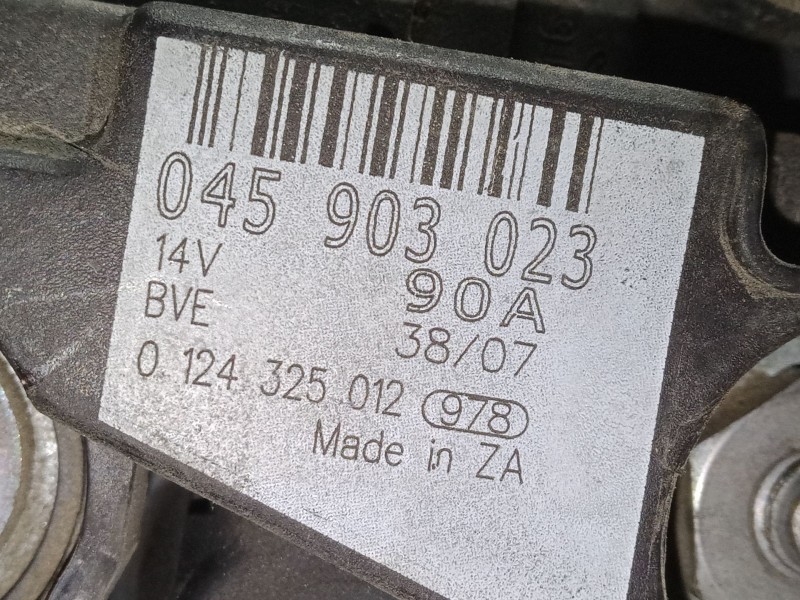 045 903 023
14V 90A
BVE 38/07
0 124 325 012 978
Made in ZA